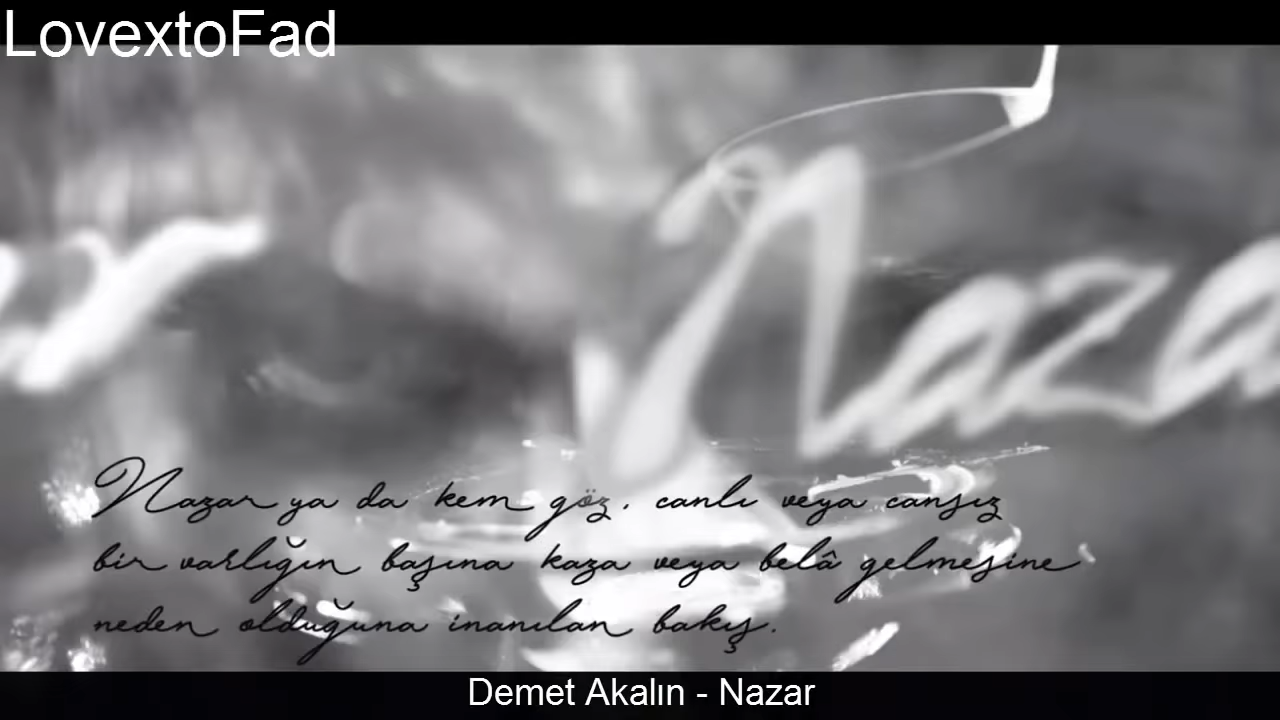 LovextoFad
Naza
Nazar ya da kem göz, canlı veya cansız
bir varlığın başına kaza veya belâ gelmesine
neden olduğuna inanılan bakış.
Demet Akalın - Nazar